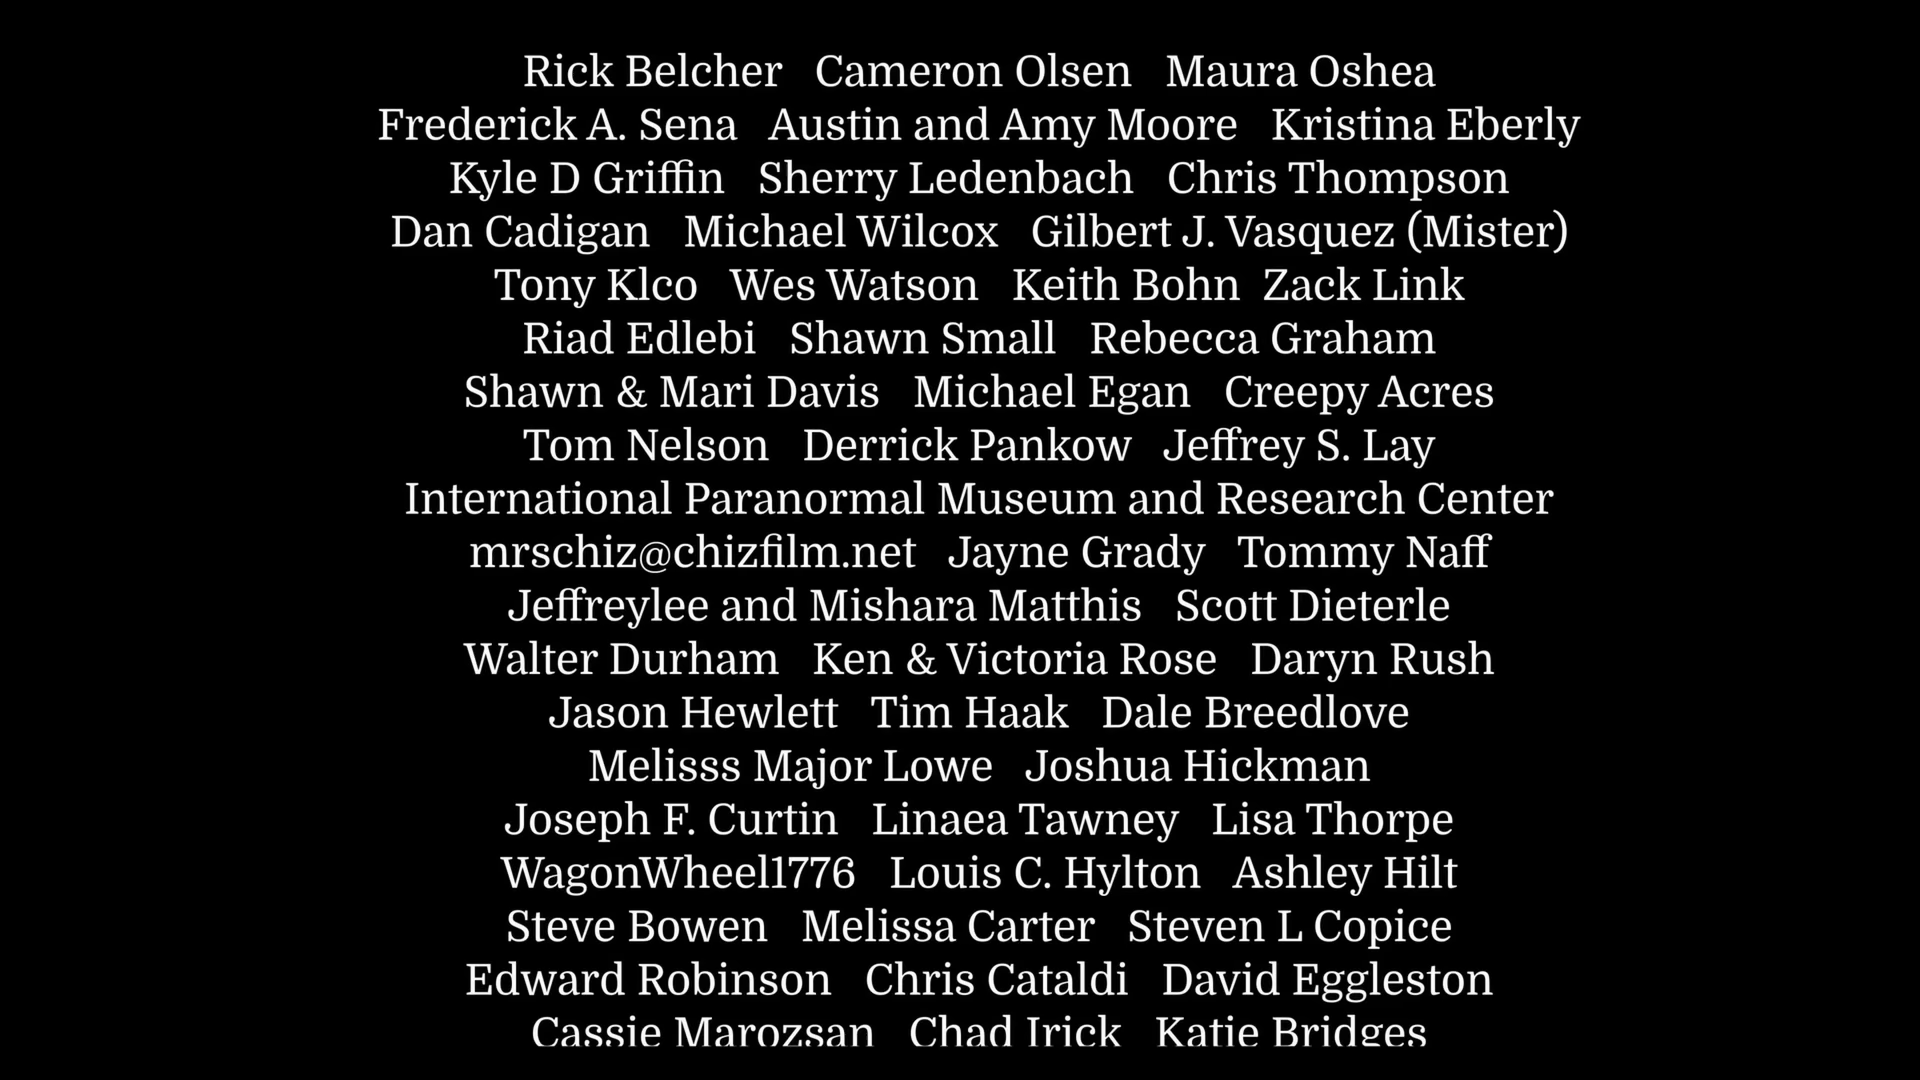 Rick Belcher   Cameron Olsen   Maura Oshea
Frederick A. Sena   Austin and Amy Moore   Kristina Eberly
Kyle D Griffin   Sherry Ledenbach   Chris Thompson
Dan Cadigan   Michael Wilcox   Gilbert J. Vasquez (Mister)
Tony Klco   Wes Watson   Keith Bohn  Zack Link
Riad Edlebi   Shawn Small   Rebecca Graham
Shawn & Mari Davis   Michael Egan   Creepy Acres
Tom Nelson   Derrick Pankow   Jeffrey S. Lay
International Paranormal Museum and Research Center
mrschiz@chizfilm.net   Jayne Grady   Tommy Naff
Jeffreylee and Mishara Matthis   Scott Dieterle
Walter Durham   Ken & Victoria Rose   Daryn Rush
Jason Hewlett   Tim Haak   Dale Breedlove
Melisss Major Lowe   Joshua Hickman
Joseph F. Curtin   Linaea Tawney   Lisa Thorpe
WagonWheel1776   Louis C. Hylton   Ashley Hilt
Steve Bowen   Melissa Carter   Steven L Copice
Edward Robinson   Chris Cataldi   David Eggleston
Cassie Marozsan   Chad Irick   Katie Bridges